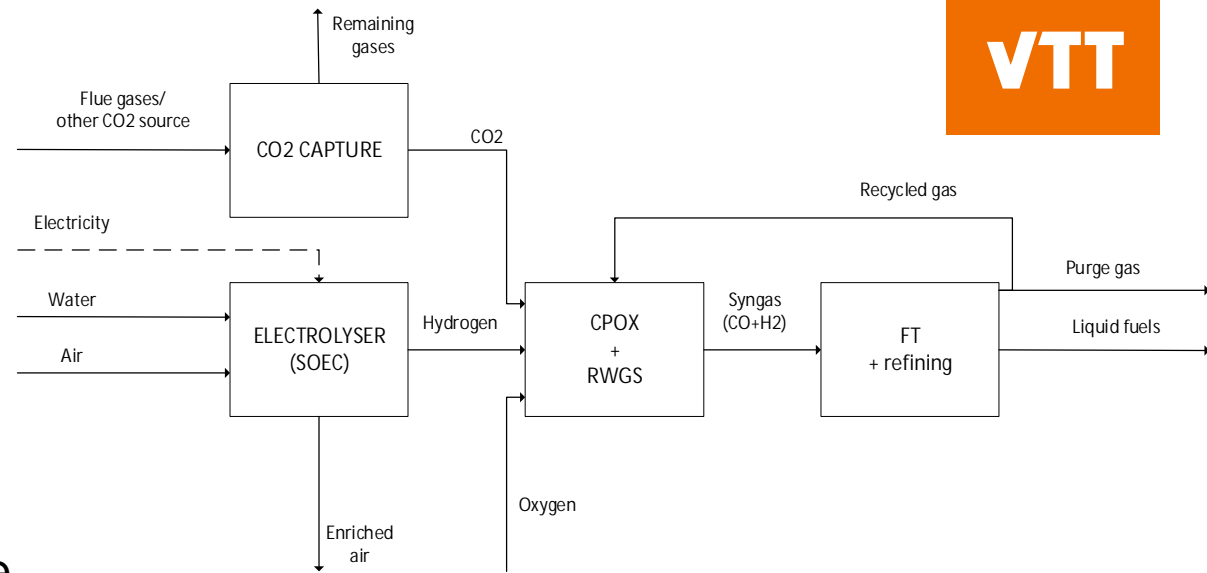 Remaining
gases
VTT
Flue gases/
other CO2 source
CO2 CAPTURE
CO2
Recycled gas
Electricity
Purge gas
Water
Hydrogen
Syngas
(CO+H2)
CPOX
+
RWGS
ELECTROLYSER
(SOEC)
FT
+ refining
Liquid fuels
Air
Oxygen
Enriched
air